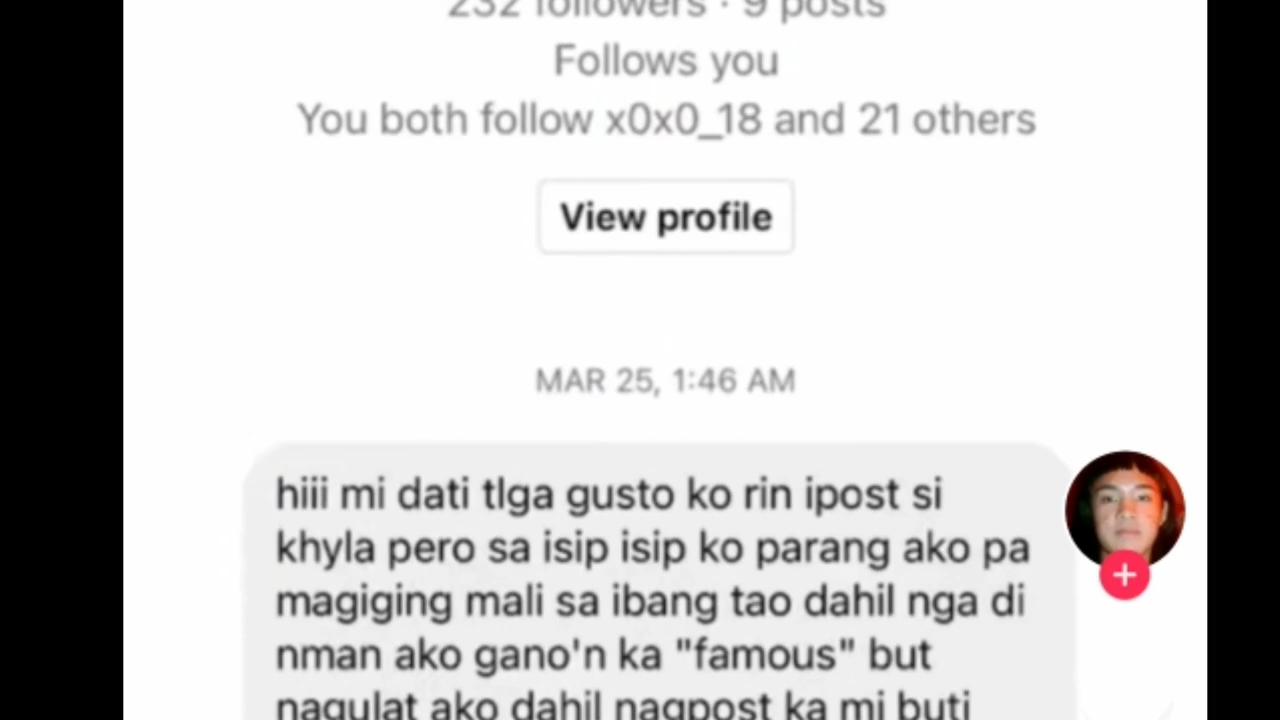 232 followers · 9 posts
Follows you
You both follow x0x0_18 and 21 others
View profile
MAR 25, 1:46 AM
hiii mi dati tlga gusto ko rin ipost si
khyla pero sa isip isip ko parang ako pa
magiging mali sa ibang tao dahil nga di
nman ako gano'n ka "famous" but
nagulat ako dahil nagpost ka mi buti